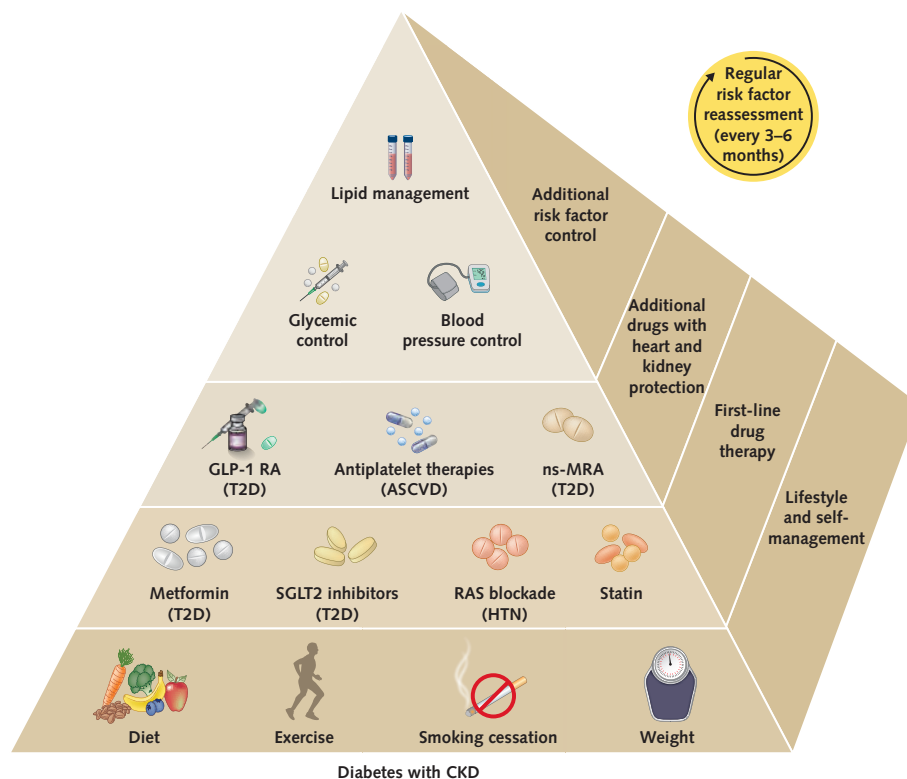 Regular
risk factor
reassessment
(every 3–6
months)
Lipid management
Additional
risk factor
control
Glycemic
control
Blood
pressure control
Additional
drugs with
heart and
kidney
protection
GLP-1 RA
(T2D)
Antiplatelet therapies
(ASCVD)
ns-MRA
(T2D)
First-line
drug
therapy
Metformin
(T2D)
SGLT2 inhibitors
(T2D)
RAS blockade
(HTN)
Statin
Lifestyle
and self-
management
Diet
Exercise
Smoking cessation
Weight
Diabetes with CKD